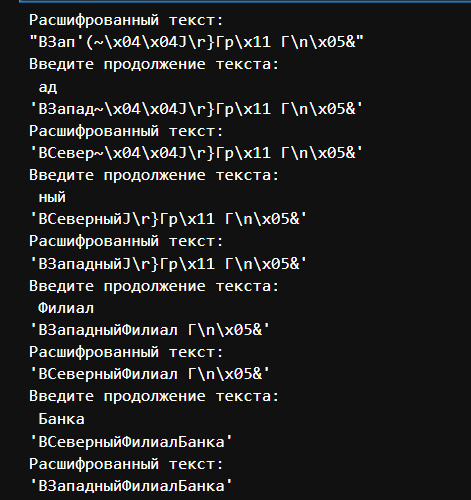 Расшифрованный текст:
"ВЗап'(~\x04\x04J\r}Гр\x11 Г\n\x05&"
Введите продолжение текста:
ад
'ВЗапад~\x04\x04J\r}Гр\x11 Г\n\x05&'
Расшифрованный текст:
'ВСевер~\x04\x04J\r}Гр\x11 Г\n\x05&'
Введите продолжение текста:
ный
'ВСеверныйJ\r}Гр\x11 Г\n\x05&'
Расшифрованный текст:
'ВЗападныйJ\r}Гр\x11 Г\n\x05&'
Введите продолжение текста:
Филиал
'ВЗападныйФилиал Г\n\x05&'
Расшифрованный текст:
'ВСеверныйФилиал Г\n\x05&'
Введите продолжение текста:
Банка
'ВСеверныйФилиалБанка'
Расшифрованный текст:
'ВЗападныйФилиалБанка'